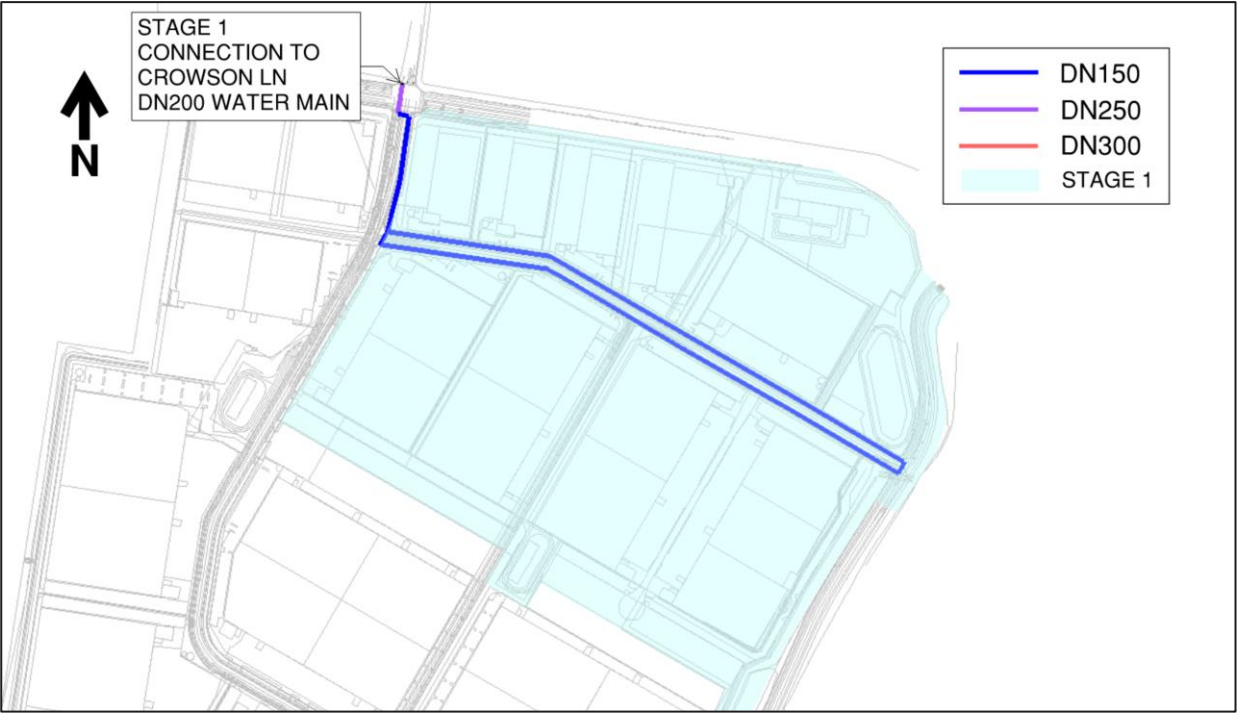 STAGE 1
CONNECTION TO
CROWSON LN
DN200 WATER MAIN
N
DN150
DN250
DN300
STAGE 1